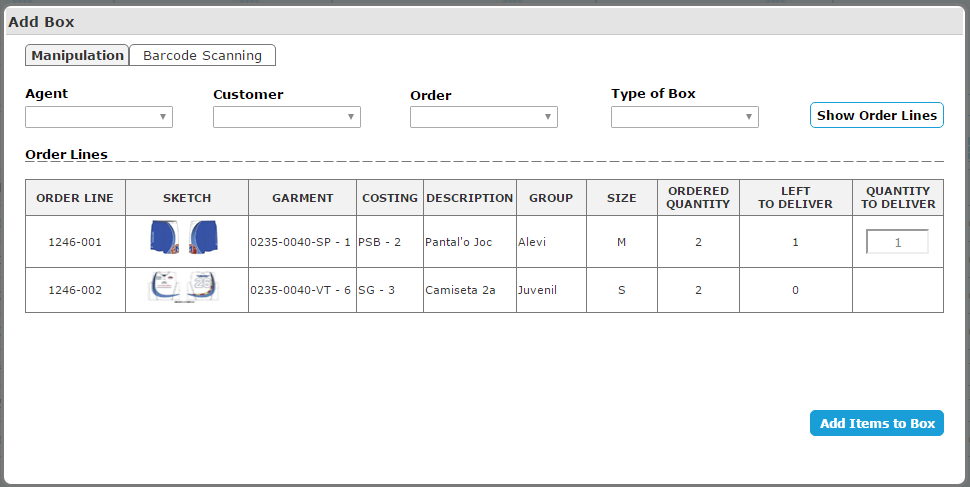 Add Box
Manipulation Barcode Scanning
Agent Customer Order Type of Box
Show Order Lines
Order Lines
ORDER LINE SKETCH GARMENT COSTING DESCRIPTION GROUP SIZE ORDERED QUANTITY LEFT TO DELIVER QUANTITY TO DELIVER
1246-001 0235-0040-SP - 1 PSB - 2 Pantal'o Joc Alevi M 2 1 1
1246-002 0235-0040-VT - 6 SG - 3 Camiseta 2a Juvenil S 2 0
Add Items to Box